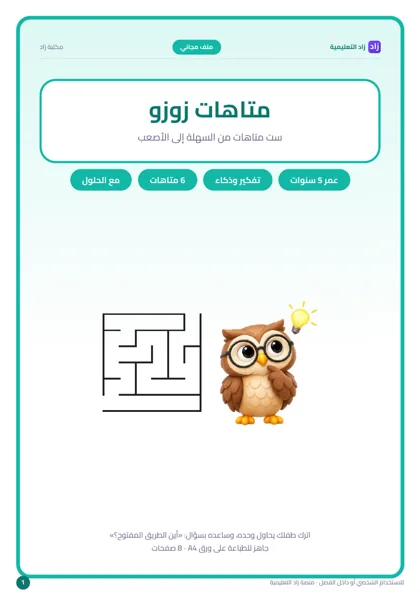 زاد زاد التعليمية
ملف مجاني
مكتبة زاد
متاهات زوزو
ست متاهات من السهلة إلى الأصعب
عمر 5 سنوات
تفكير وذكاء
6 متاهات
مع الحلول
اترك طفلك يحاول وحده، وساعده بسؤال: «أين الطريق المفتوح؟»
جاهز للطباعة على ورق A4 · 8 صفحات
للاستخدام الشخصي أو داخل الفصل · منصة زاد التعليمية
1